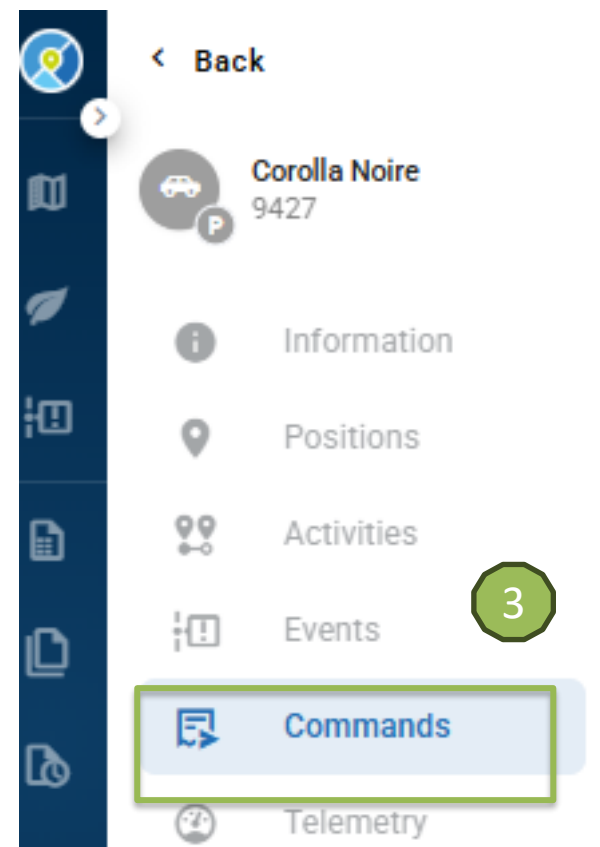 Back
Corolla Noire
9427
P
Information
Positions
Activities
3
Events
Commands
Telemetry